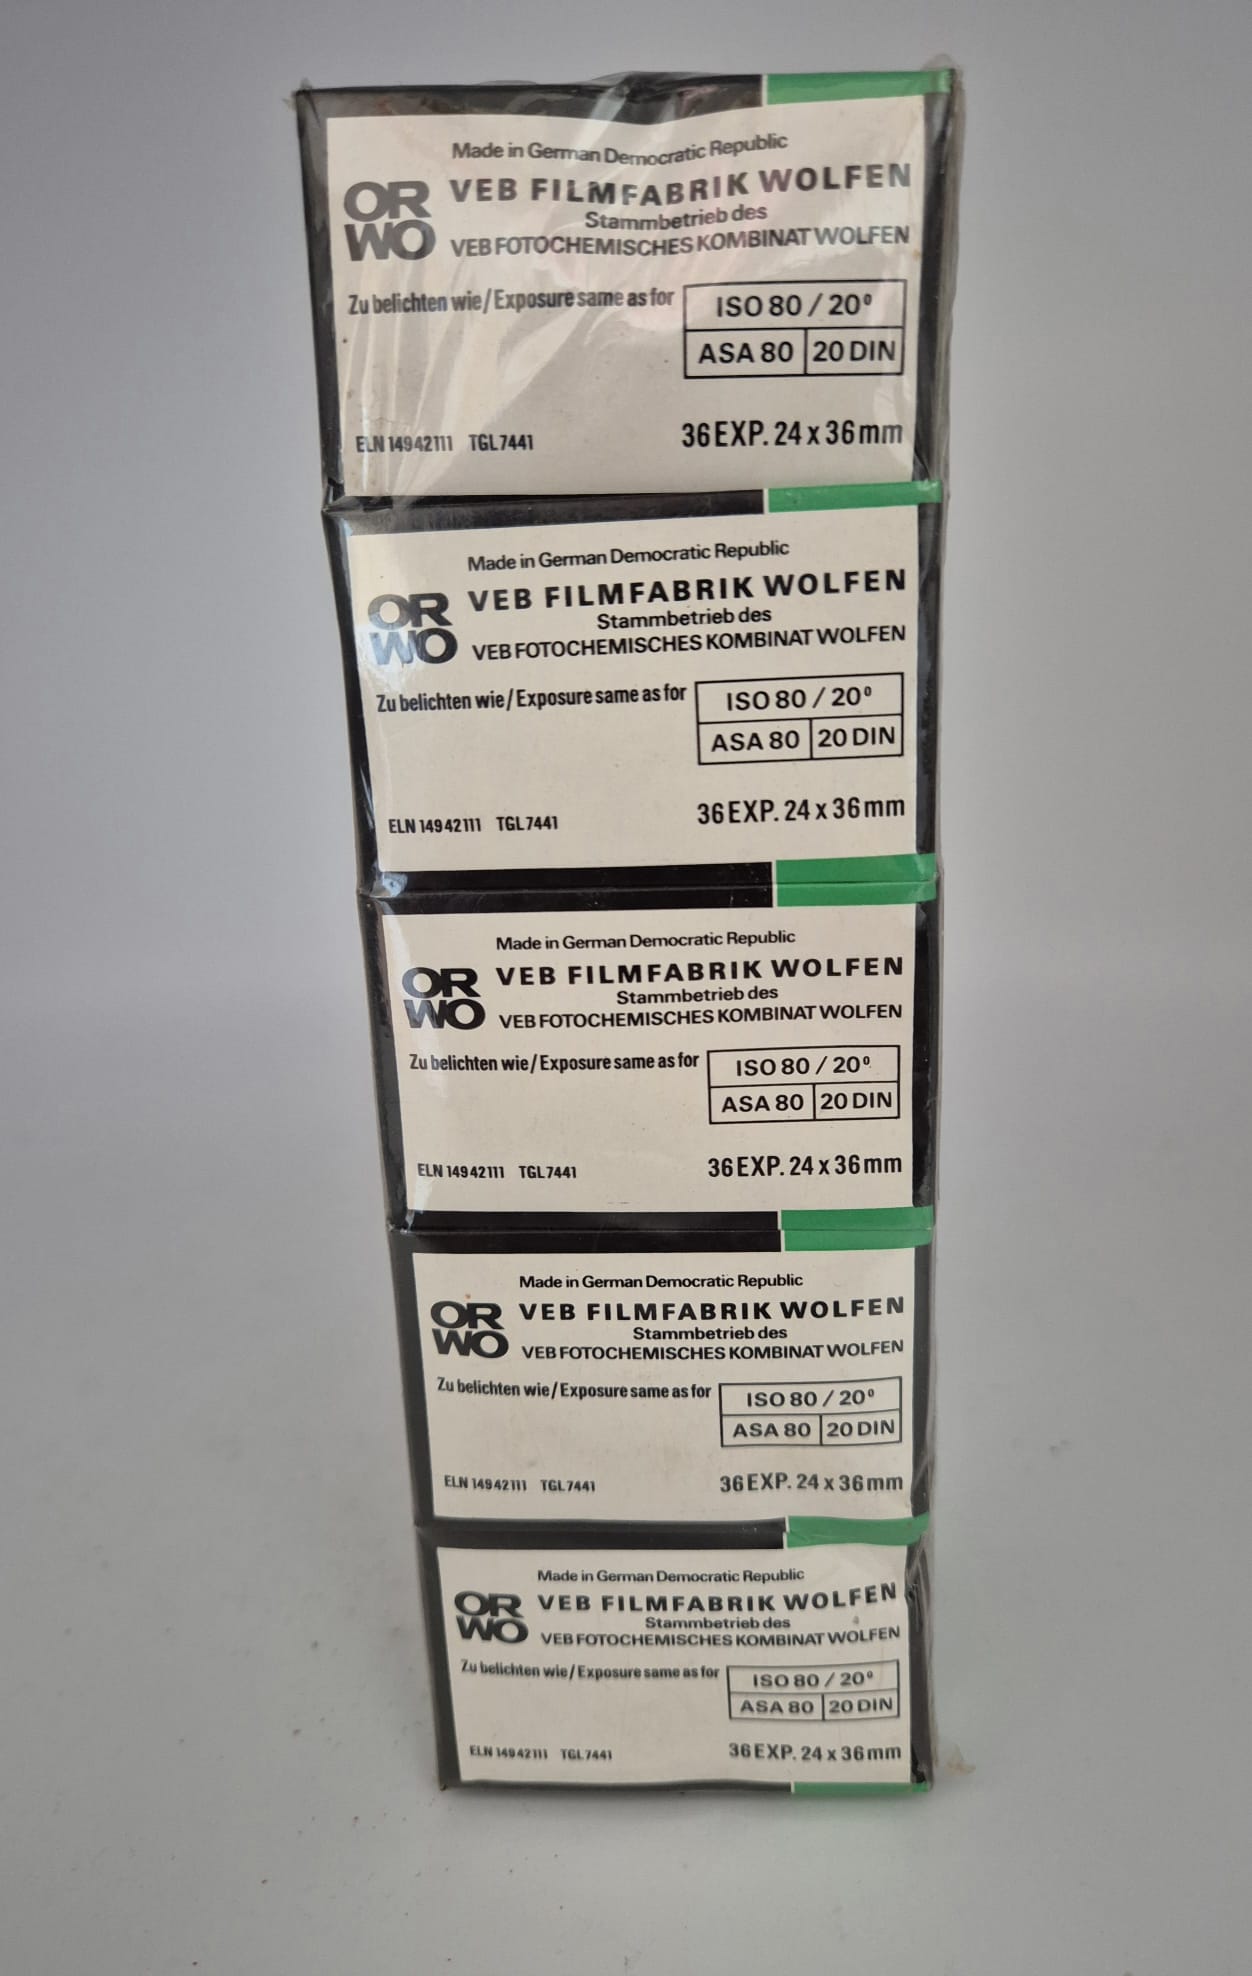 Made in German Democratic Republic
OR
WO
VEB FILMFABRIK WOLFEN
Stammbetrieb des
VEB FOTOCHEMISCHES KOMBINAT WOLFEN
Zu belichten wie/Exposure same as for
ISO 80 / 20°
ASA 80 20 DIN
ELN 14942111 TGL 7441
36 EXP. 24 x 36 mm
Made in German Democratic Republic
OR
WO
VEB FILMFABRIK WOLFEN
Stammbetrieb des
VEB FOTOCHEMISCHES KOMBINAT WOLFEN
Zu belichten wie/Exposure same as for
ISO 80 / 20°
ASA 80 20 DIN
ELN 14942111 TGL 7441
36 EXP. 24 x 36 mm
Made in German Democratic Republic
OR
WO
VEB FILMFABRIK WOLFEN
Stammbetrieb des
VEB FOTOCHEMISCHES KOMBINAT WOLFEN
Zu belichten wie/Exposure same as for
ISO 80 / 20°
ASA 80 20 DIN
ELN 14942111 TGL 7441
36 EXP. 24 x 36 mm
Made in German Democratic Republic
OR
WO
VEB FILMFABRIK WOLFEN
Stammbetrieb des
VEB FOTOCHEMISCHES KOMBINAT WOLFEN
Zu belichten wie/Exposure same as for
ISO 80 / 20°
ASA 80 20 DIN
ELN 14942111 TGL 7441
36 EXP. 24 x 36 mm
Made in German Democratic Republic
OR
WO
VEB FILMFABRIK WOLFEN
Stammbetrieb des
VEB FOTOCHEMISCHES KOMBINAT WOLFEN
Zu belichten wie/Exposure same as for
ISO 80 / 20°
ASA 80 20 DIN
ELN 14942111 TGL 7441
36 EXP. 24 x 36 mm